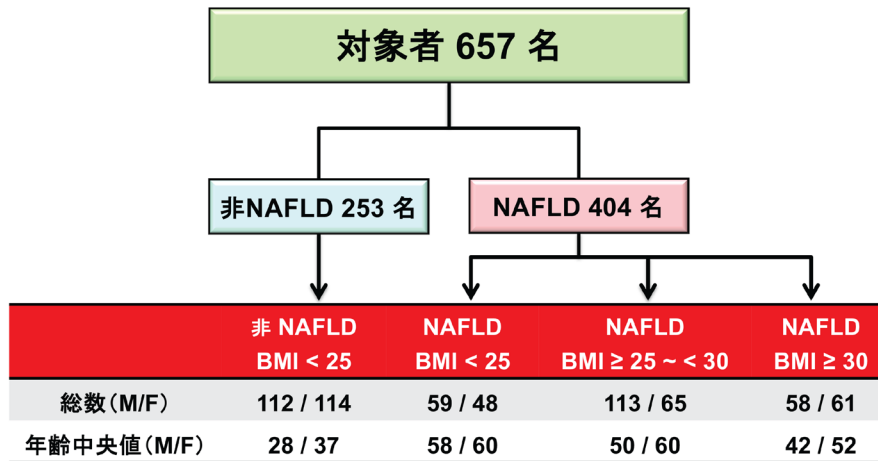 対象者 657 名
非NAFLD 253 名
NAFLD 404 名
非 NAFLD BMI < 25
NAFLD BMI < 25
NAFLD BMI ≥ 25 ~ < 30
NAFLD BMI ≥ 30
総数(M/F) 112 / 114 59 / 48 113 / 65 58 / 61
年齢中央値(M/F) 28 / 37 58 / 60 50 / 60 42 / 52